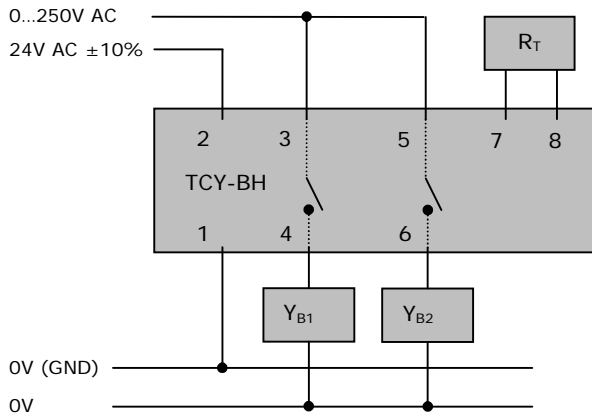 0...250V AC
24V AC ±10%
R_T
2 3 5 7 8
TCY-BH
1 4 6
Y_B1 Y_B2
0V (GND)
0V